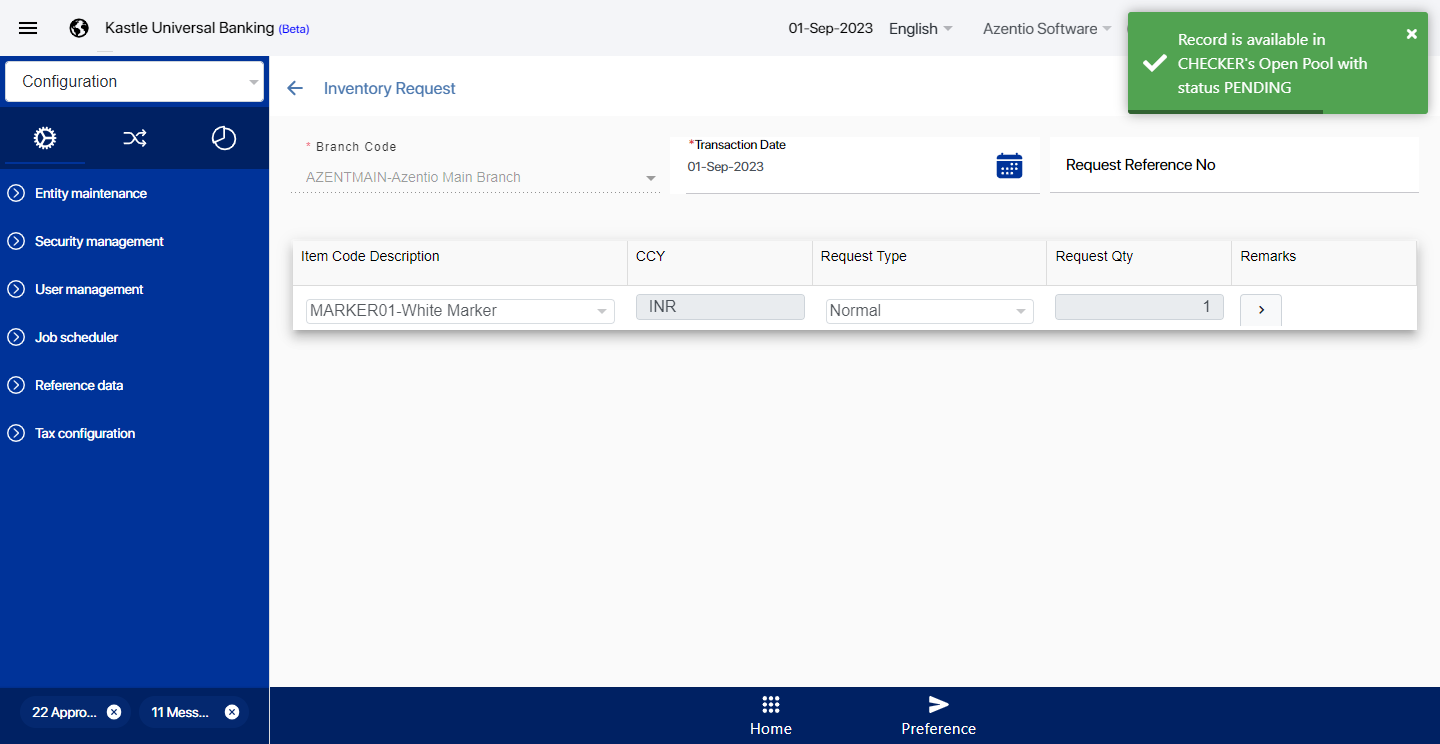 Kastle Universal Banking (Beta)
01-Sep-2023
English
Azentio Software
Record is available in
CHECKER's Open Pool with
status PENDING
Configuration
Inventory Request
* Branch Code
AZENTMAIN-Azentio Main Branch
*Transaction Date
01-Sep-2023
Request Reference No
Entity maintenance
Security management
User management
Job scheduler
Reference data
Tax configuration
Item Code Description CCY Request Type Request Qty Remarks
MARKER01-White Marker INR Normal 1
22 Appro...
11 Mess...
Home
Preference